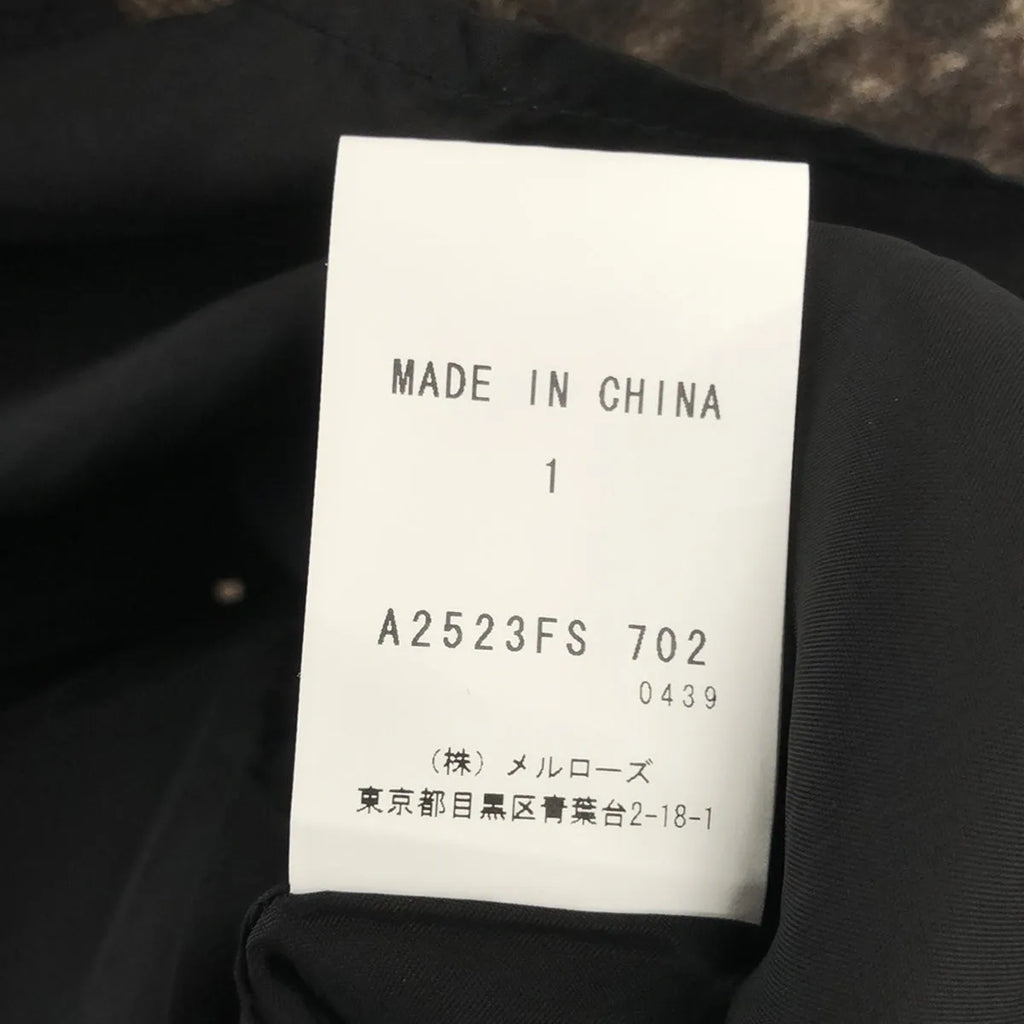 MADE IN CHINA
1
A2523FS 702
0439
（株）メルローズ
東京都目黒区青葉台2-18-1